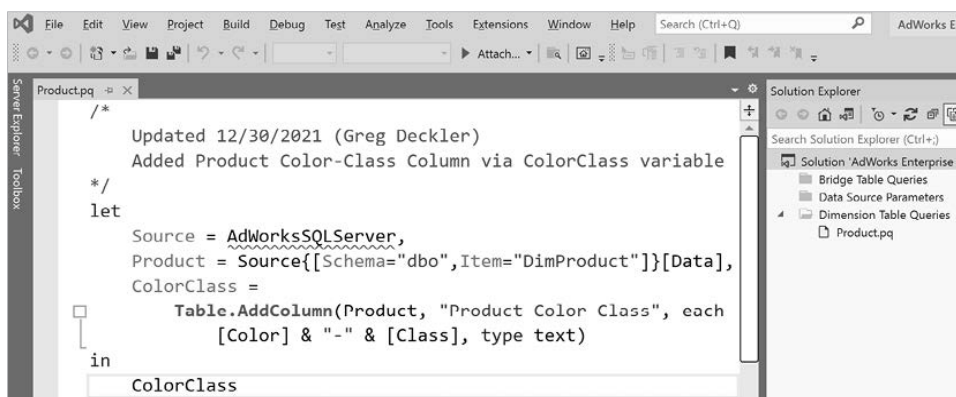 File Edit View Project Build Debug Test Analyze Tools Extensions Window Help Search (Ctrl+Q) AdWorks E
Attach...
Server Explorer
Toolbox
Product.pq
/*
Updated 12/30/2021 (Greg Deckler)
Added Product Color-Class Column via ColorClass variable
*/
let
Source = AdWorksSQLServer,
Product = Source{[Schema="dbo",Item="DimProduct"]}[Data],
ColorClass =
Table.AddColumn(Product, "Product Color Class", each
[Color] & "-" & [Class], type text)
in
ColorClass
Solution Explorer
Search Solution Explorer (Ctrl+;)
Solution 'AdWorks Enterprise
Bridge Table Queries
Data Source Parameters
Dimension Table Queries
Product.pq